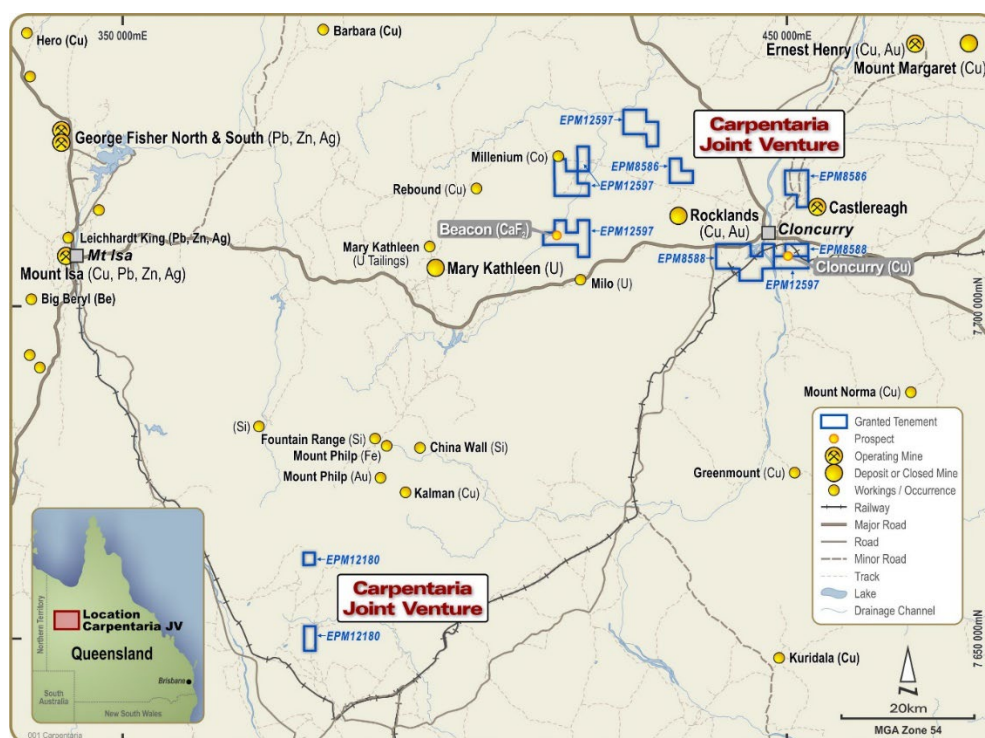 350 000mE
450 000mE
Hero (Cu)
Barbara (Cu)
Ernest Henry (Cu, Au)
Mount Margaret (Cu)
George Fisher North & South (Pb, Zn, Ag)
EPM12597
Carpentaria
Joint Venture
Millenium (Co)
EPM8586
EPM12597
EPM8586
Rebound (Cu)
Castlereagh
Rocklands
(Cu, Au)
Cloncurry
Beacon (CaF2)
EPM12597
Leichhardt King (Pb, Zn, Ag)
Mt Isa
Mary Kathleen
(U Tailings)
EPM8588
EPM8588
Mount Isa (Cu, Pb, Zn, Ag)
Mary Kathleen (U)
Cloncurry (Cu)
Milo (U)
EPM12597
Big Beryl (Be)
7 700 000mN
Mount Norma (Cu)
(Si)
Fountain Range (Si)
China Wall (Si)
Mount Philp (Fe)
Mount Philp (Au)
Kalman (Cu)
Greenmount (Cu)
Granted Tenement
Prospect
Operating Mine
Deposit or Closed Mine
Workings / Occurrence
Railway
Major Road
Road
Minor Road
Track
Lake
Drainage Channel
EPM12180
Carpentaria
Joint Venture
EPM12180
7 650 000mN
Kuridala (Cu)
Northern Territory
Location
Carpentaria JV
Queensland
Brisbane
South
Australia
New South Wales
N
20km
MGA Zone 54
001 Carpentaria